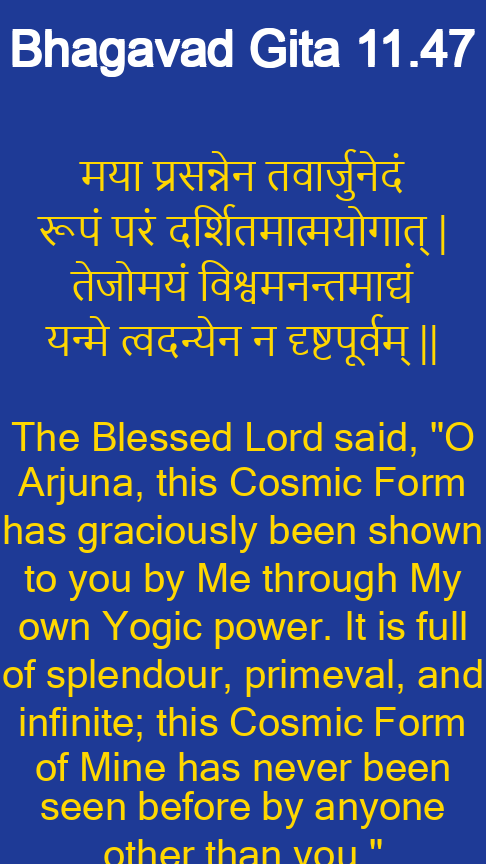 Bhagavad Gita 11.47
मया प्रसन्नेन तवार्जुनेदं
रूपं परं दर्शितमात्मयोगात् |
तेजोमयं विश्वमनन्तमाद्यं
यन्मे त्वदन्येन न दृष्टपूर्वम् ||
The Blessed Lord said, "O
Arjuna, this Cosmic Form
has graciously been shown
to you by Me through My
own Yogic power. It is full
of splendour, primeval, and
infinite; this Cosmic Form
of Mine has never been
seen before by anyone
other than you."